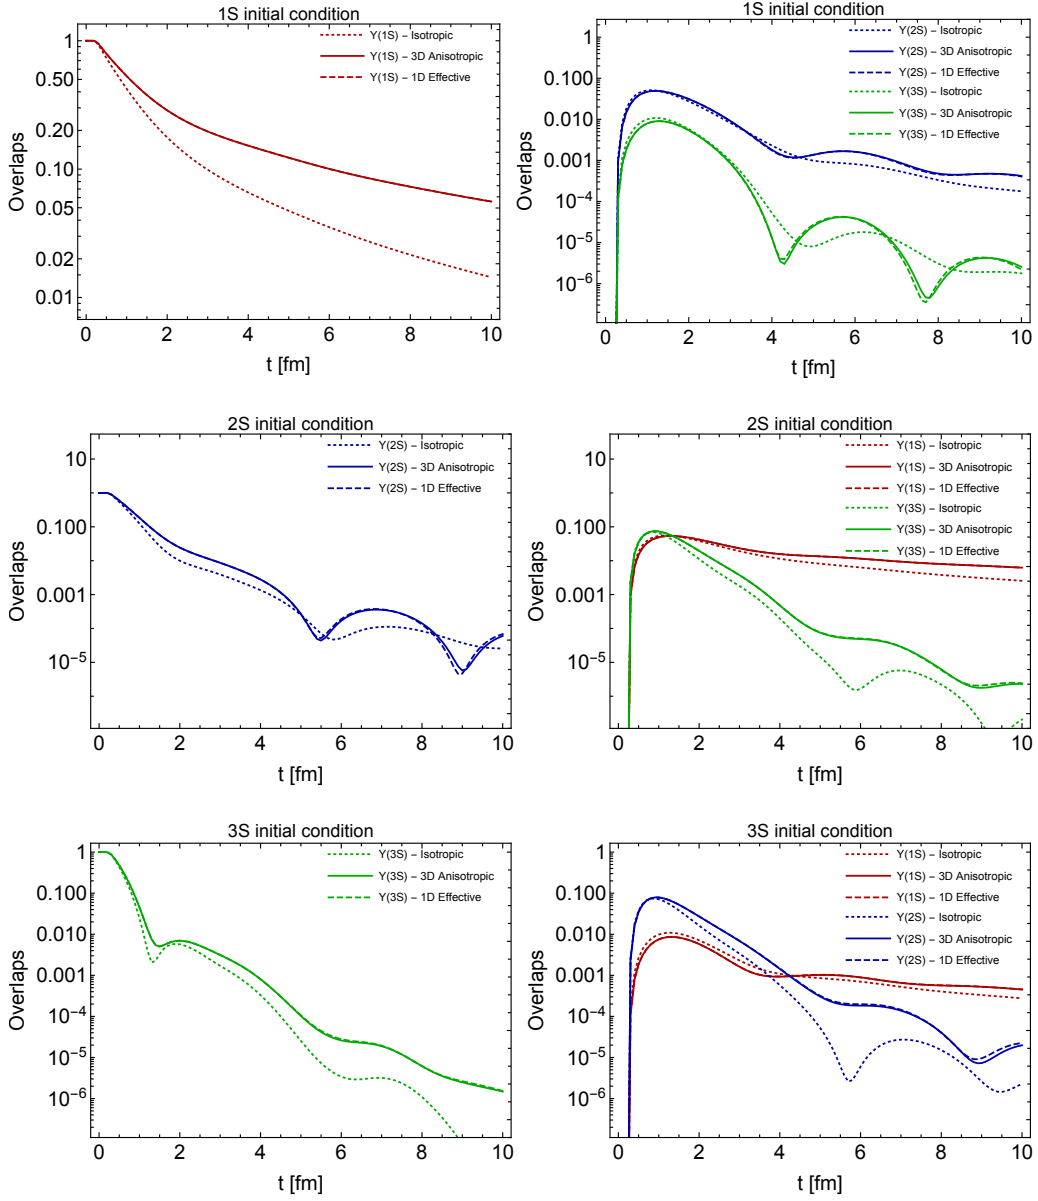 1S initial condition
Υ(1S) – Isotropic
Υ(1S) – 3D Anisotropic
Υ(1S) – 1D Effective
1
0.50
0.20
0.10
0.05
0.02
0.01
Overlaps
0 2 4 6 8 10
t [fm]
1S initial condition
Υ(2S) – Isotropic
Υ(2S) – 3D Anisotropic
Υ(2S) – 1D Effective
Υ(3S) – Isotropic
Υ(3S) – 3D Anisotropic
Υ(3S) – 1D Effective
1
0.100
0.010
0.001
10⁻⁴
10⁻⁵
10⁻⁶
Overlaps
0 2 4 6 8 10
t [fm]
2S initial condition
Υ(2S) – Isotropic
Υ(2S) – 3D Anisotropic
Υ(2S) – 1D Effective
10
0.100
0.001
10⁻⁵
Overlaps
0 2 4 6 8 10
t [fm]
2S initial condition
Υ(1S) – Isotropic
Υ(1S) – 3D Anisotropic
Υ(1S) – 1D Effective
Υ(3S) – Isotropic
Υ(3S) – 3D Anisotropic
Υ(3S) – 1D Effective
10
0.100
0.001
10⁻⁵
Overlaps
0 2 4 6 8 10
t [fm]
3S initial condition
Υ(3S) – Isotropic
Υ(3S) – 3D Anisotropic
Υ(3S) – 1D Effective
1
0.100
0.010
0.001
10⁻⁴
10⁻⁵
10⁻⁶
Overlaps
0 2 4 6 8 10
t [fm]
3S initial condition
Υ(1S) – Isotropic
Υ(1S) – 3D Anisotropic
Υ(1S) – 1D Effective
Υ(2S) – Isotropic
Υ(2S) – 3D Anisotropic
Υ(2S) – 1D Effective
1
0.100
0.010
0.001
10⁻⁴
10⁻⁵
10⁻⁶
Overlaps
0 2 4 6 8 10
t [fm]